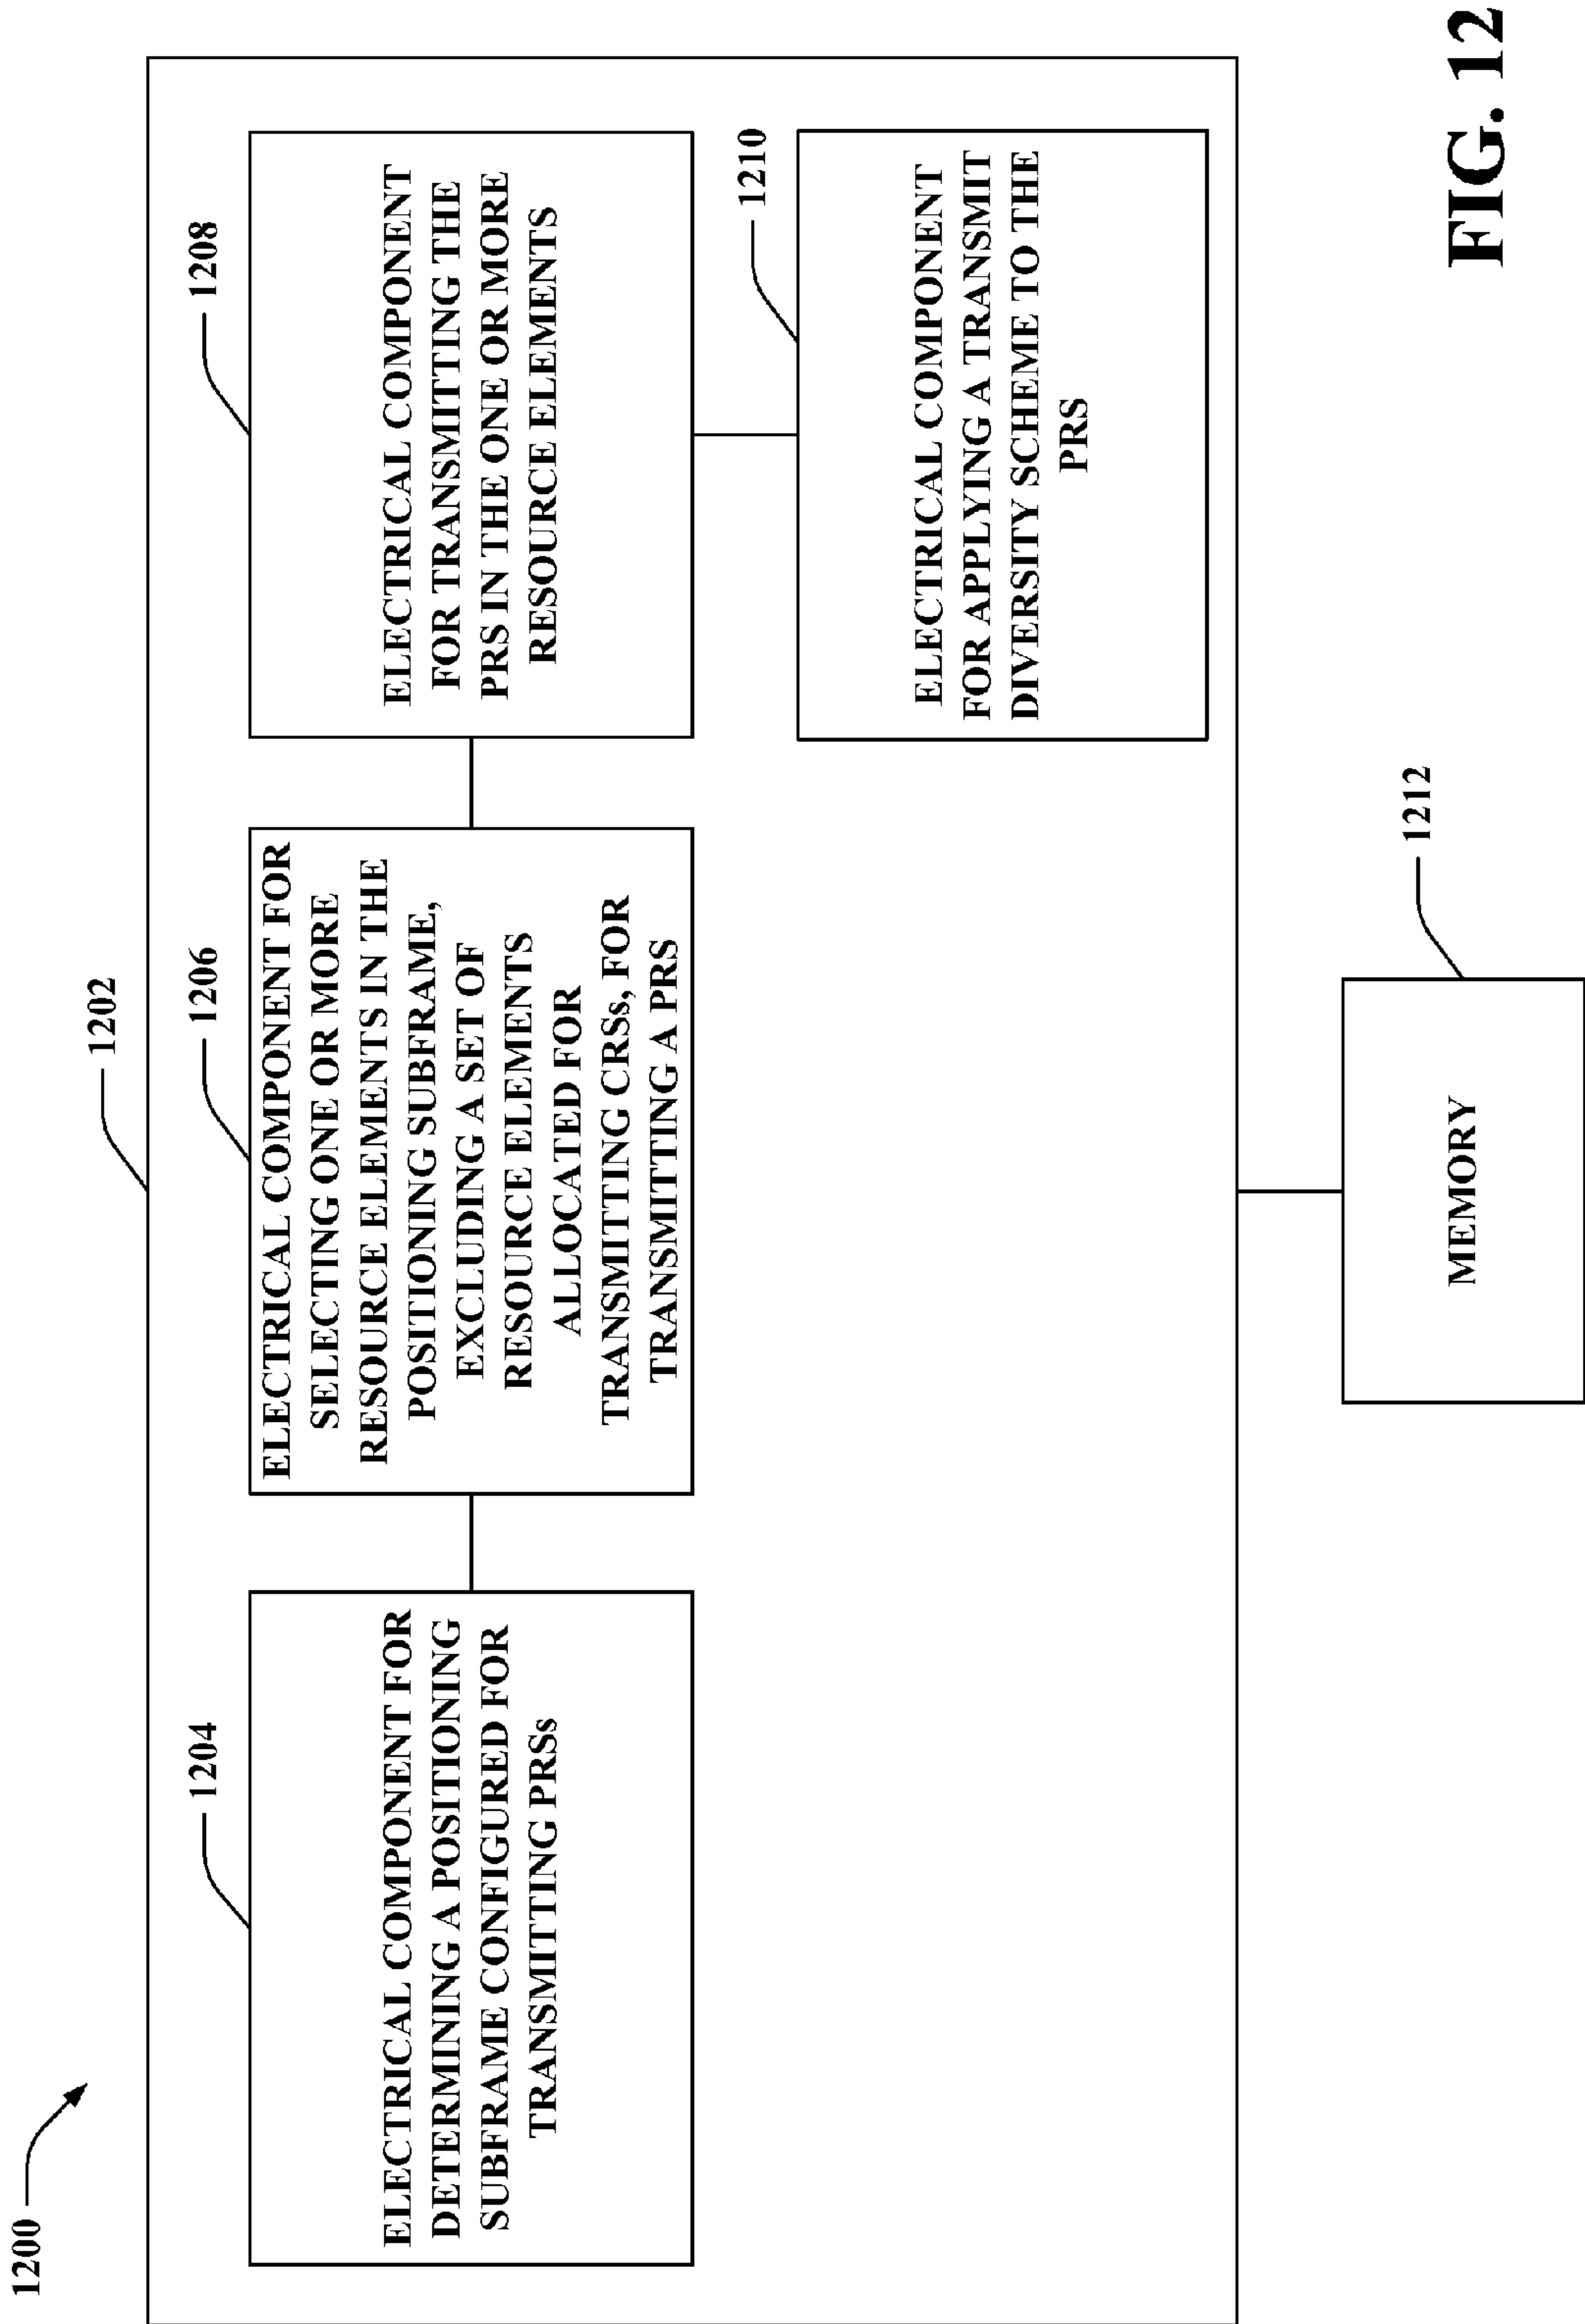 1200
1202
1204
ELECTRICAL COMPONENT FOR
DETERMINING A POSITIONING
SUBFRAME CONFIGURED FOR
TRANSMITTING PRSs
1206
ELECTRICAL COMPONENT FOR
SELECTING ONE OR MORE
RESOURCE ELEMENTS IN THE
POSITIONING SUBFRAME,
EXCLUDING A SET OF
RESOURCE ELEMENTS
ALLOCATED FOR
TRANSMITTING CRSs, FOR
TRANSMITTING A PRS
1208
ELECTRICAL COMPONENT
FOR TRANSMITTING THE
PRS IN THE ONE OR MORE
RESOURCE ELEMENTS
1210
ELECTRICAL COMPONENT
FOR APPLYING A TRANSMIT
DIVERSITY SCHEME TO THE
PRS
1212
MEMORY
FIG. 12